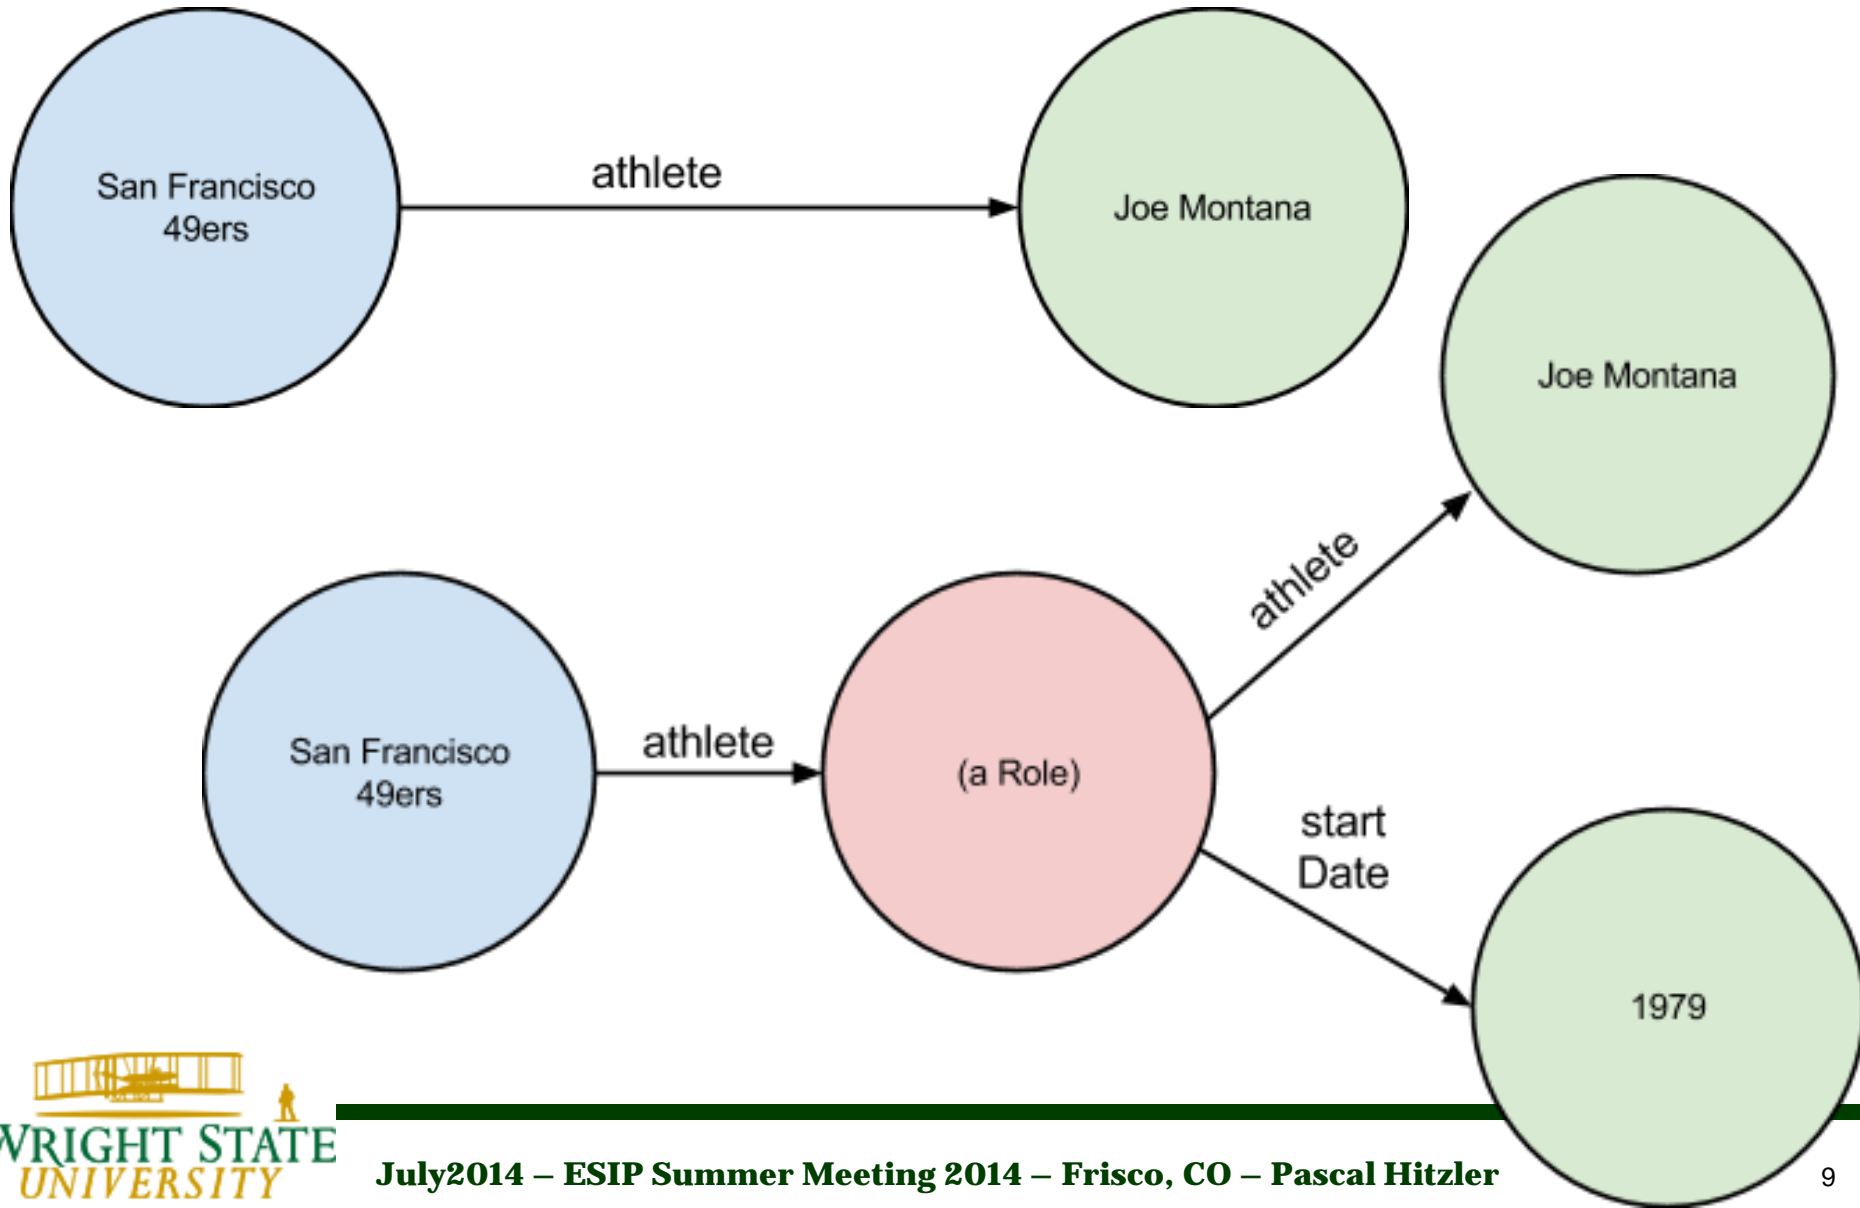 San Francisco
49ers
athlete
Joe Montana
Joe Montana
San Francisco
49ers
athlete
(a Role)
athlete
start
Date
1979
WRIGHT STATE
UNIVERSITY
July2014 – ESIP Summer Meeting 2014 – Frisco, CO – Pascal Hitzler
9